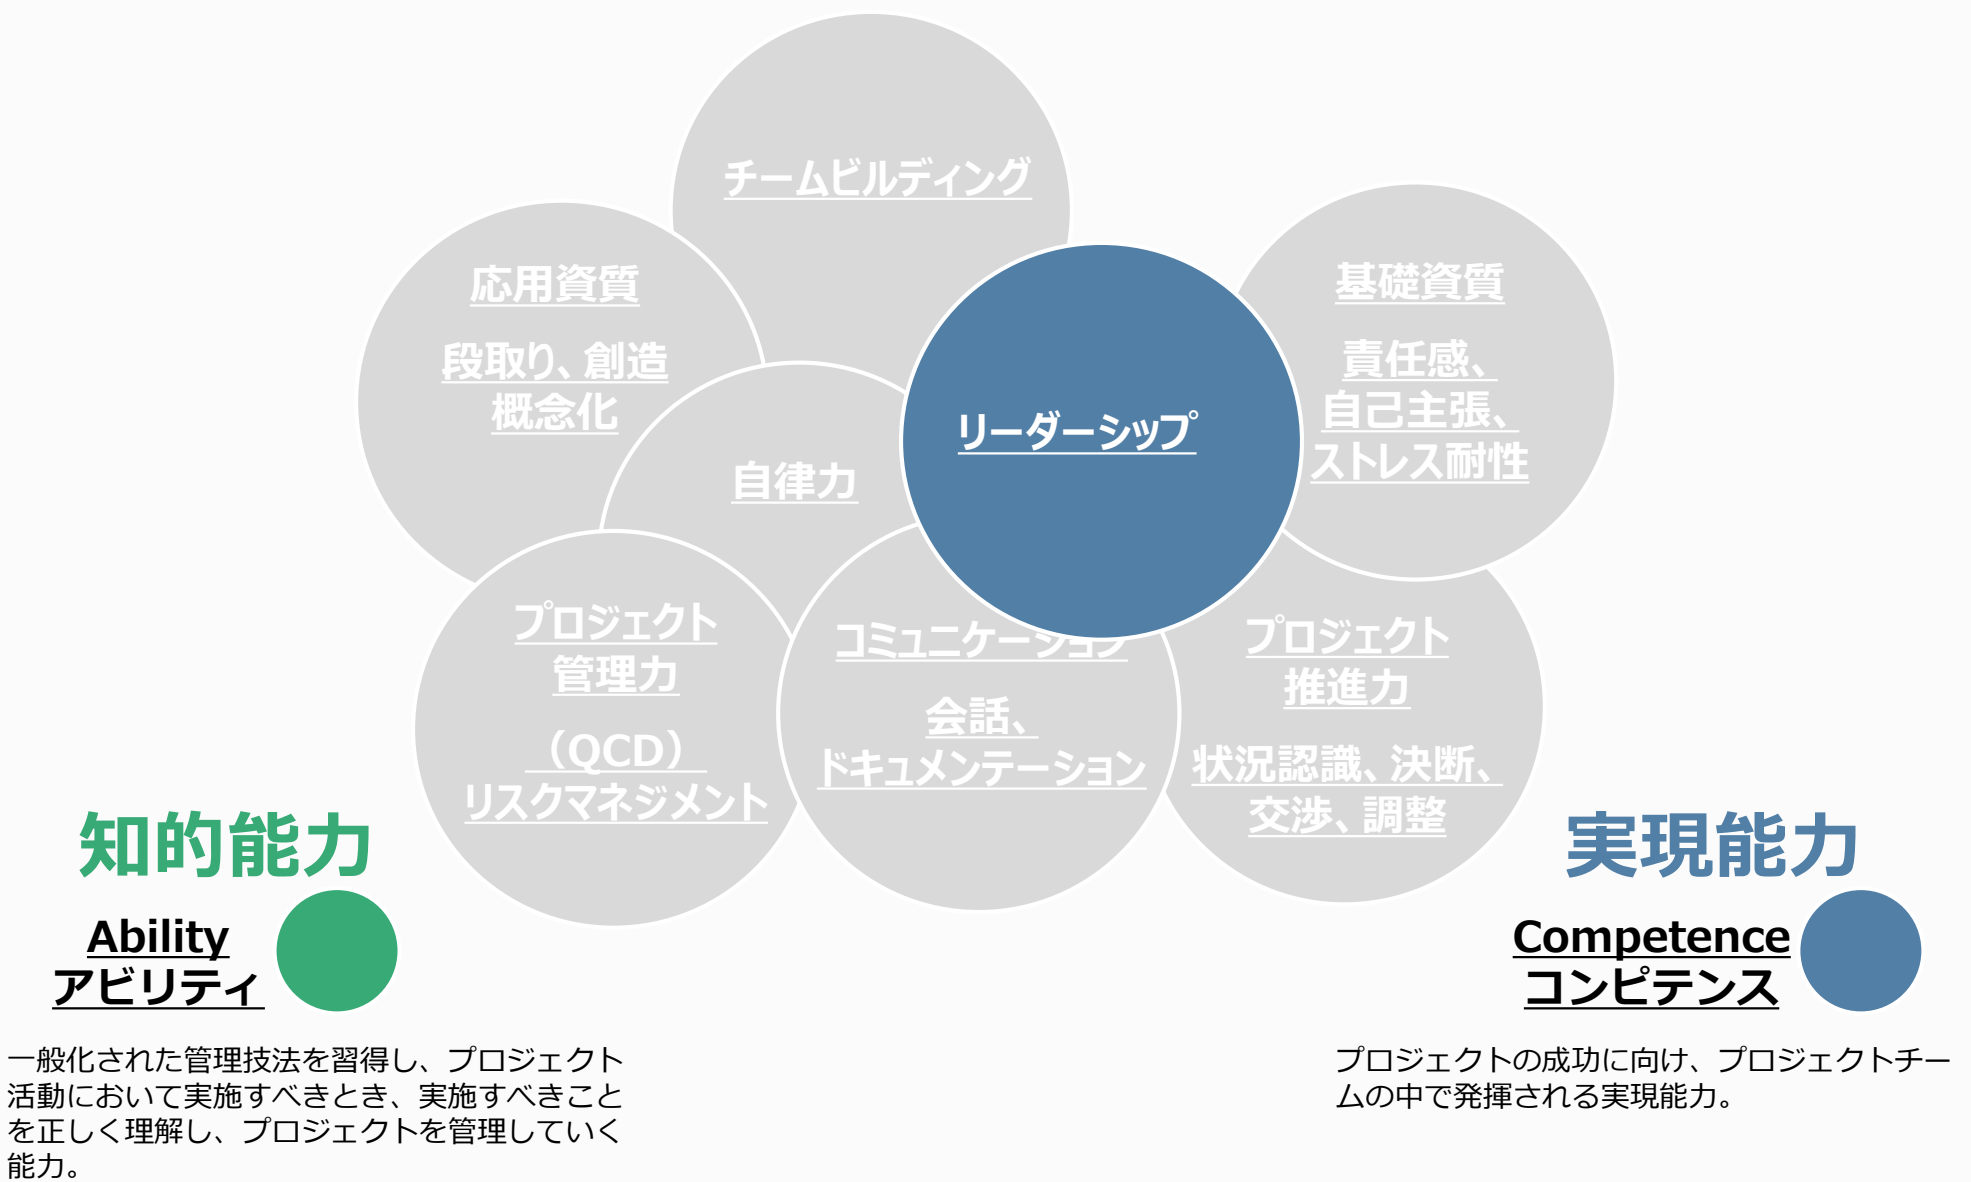 チームビルディング
応用資質
段取り、創造
概念化
基礎資質
責任感、
自己主張、
ストレス耐性
リーダーシップ
自律力
プロジェクト
管理力
（QCD）
リスクマネジメント
コミュニケーション
会話、
ドキュメンテーション
プロジェクト
推進力
状況認識、決断、
交渉、調整
知的能力
Ability
アビリティ
一般化された管理技法を習得し、プロジェクト
活動において実施すべきとき、実施すべきこと
を正しく理解し、プロジェクトを管理していく
能力。
実現能力
Competence
コンピテンス
プロジェクトの成功に向け、プロジェクトチー
ムの中で発揮される実現能力。